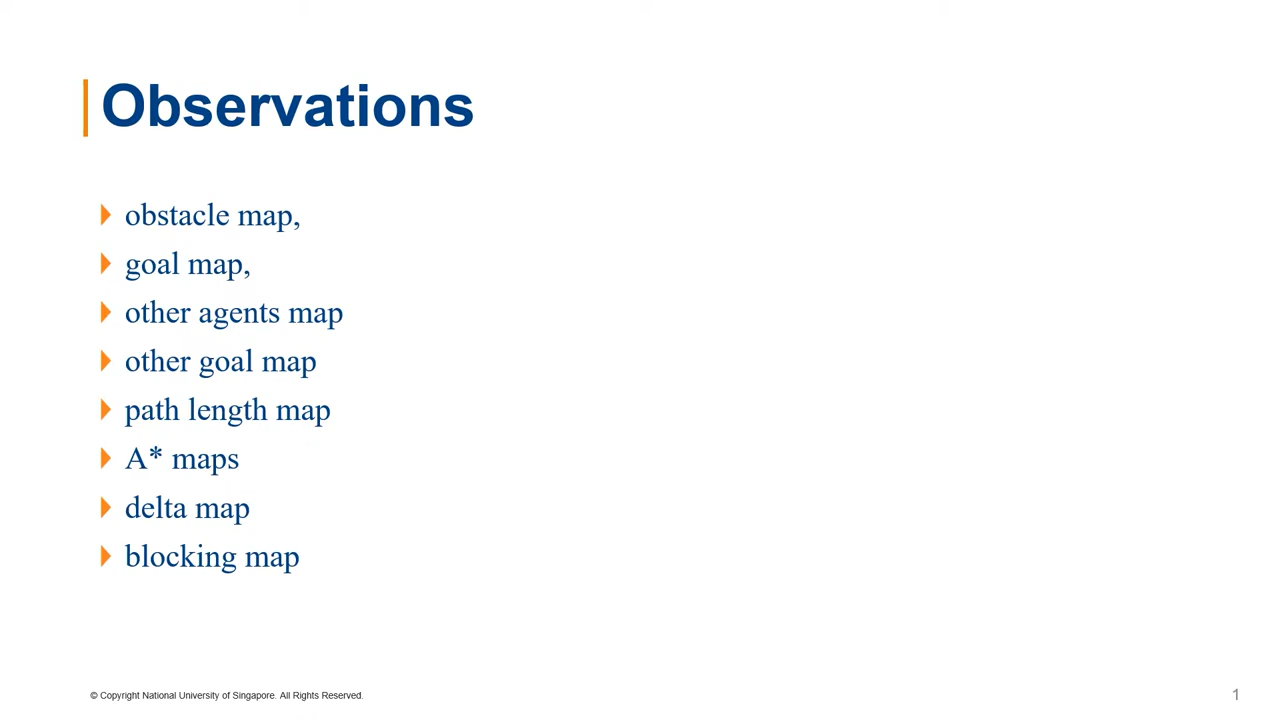 Observations
obstacle map,
goal map,
other agents map
other goal map
path length map
A* maps
delta map
blocking map
© Copyright National University of Singapore. All Rights Reserved.
1